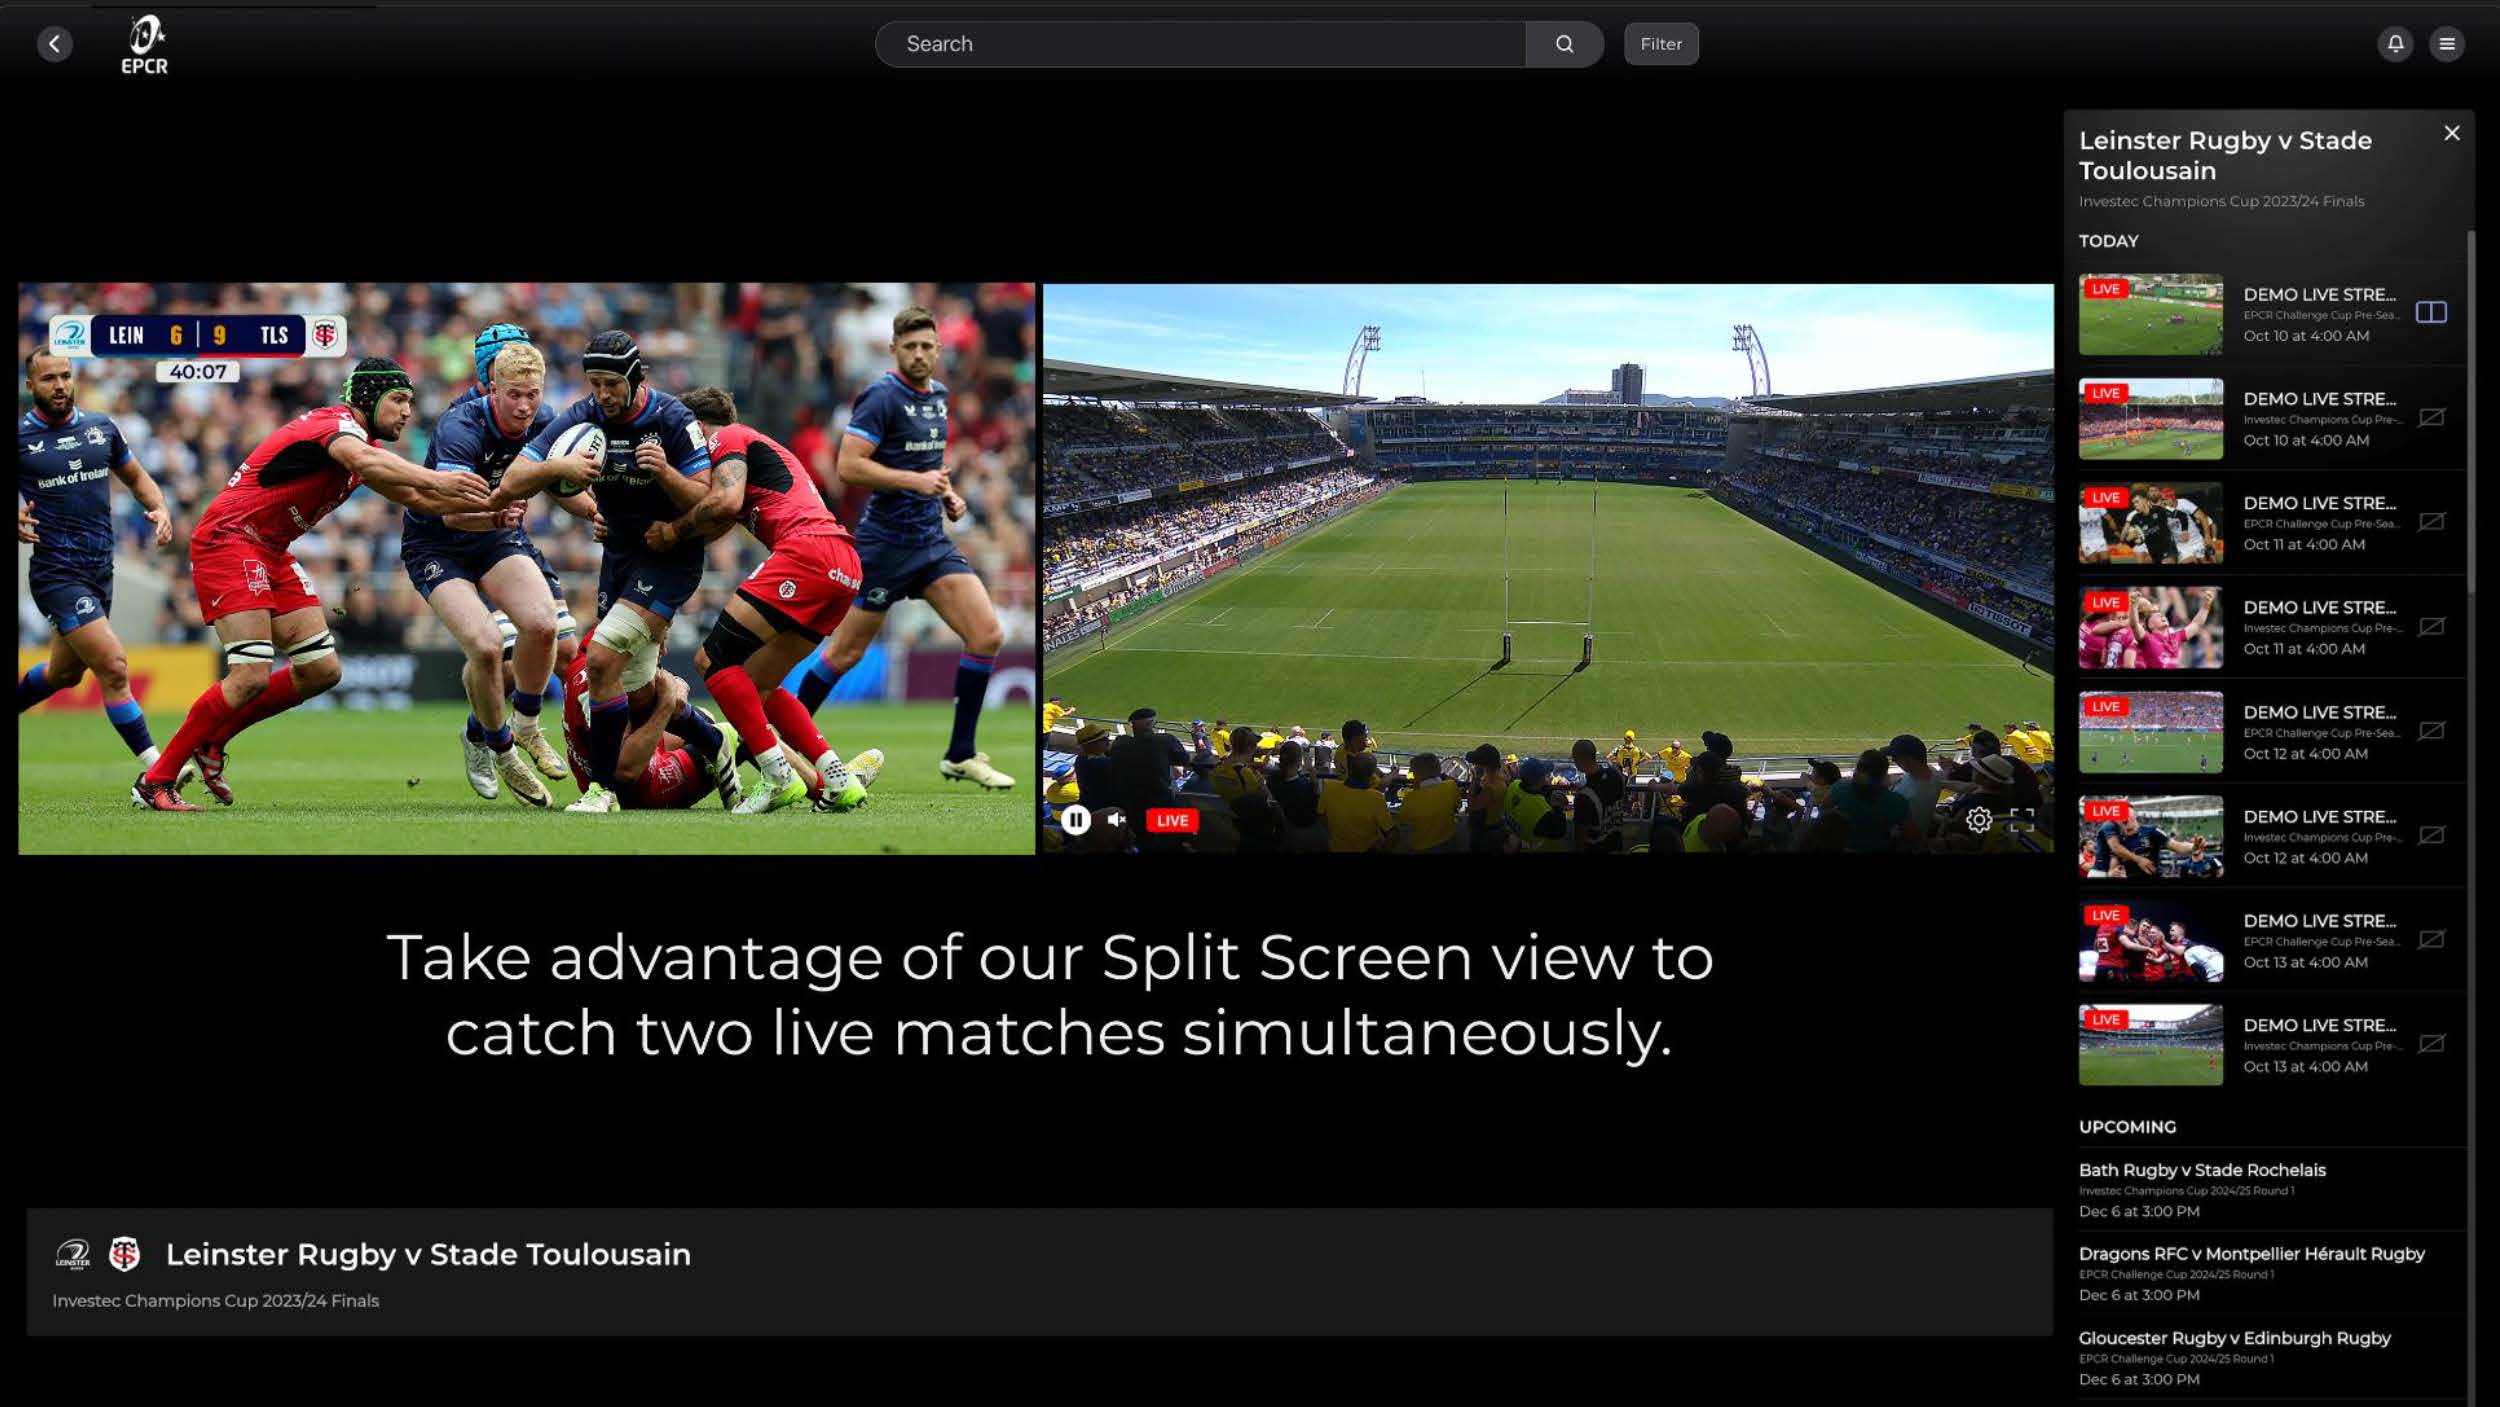 EPCR
Search
Filter
LEIN 6 9 TLS
40:07
Bank of Ireland
LIVE
TISSOT
Take advantage of our Split Screen view to
catch two live matches simultaneously.
LEINSTER
Leinster Rugby v Stade Toulousain
Investec Champions Cup 2023/24 Finals
Leinster Rugby v Stade
Toulousain
Investec Champions Cup 2023/24 Finals
TODAY
LIVE
DEMO LIVE STRE...
EPCR Challenge Cup Pre-Sea...
Oct 10 at 4:00 AM
LIVE
DEMO LIVE STRE...
Investec Champions Cup Pre-...
Oct 10 at 4:00 AM
LIVE
DEMO LIVE STRE...
EPCR Challenge Cup Pre-Sea...
Oct 11 at 4:00 AM
LIVE
DEMO LIVE STRE...
Investec Champions Cup Pre-...
Oct 11 at 4:00 AM
LIVE
DEMO LIVE STRE...
EPCR Challenge Cup Pre-Sea...
Oct 12 at 4:00 AM
LIVE
DEMO LIVE STRE...
Investec Champions Cup Pre-...
Oct 12 at 4:00 AM
LIVE
DEMO LIVE STRE...
EPCR Challenge Cup Pre-Sea...
Oct 13 at 4:00 AM
LIVE
DEMO LIVE STRE...
Investec Champions Cup Pre-...
Oct 13 at 4:00 AM
UPCOMING
Bath Rugby v Stade Rochelais
Investec Champions Cup 2024/25 Round 1
Dec 6 at 3:00 PM
Dragons RFC v Montpellier Hérault Rugby
EPCR Challenge Cup 2024/25 Round 1
Dec 6 at 3:00 PM
Gloucester Rugby v Edinburgh Rugby
EPCR Challenge Cup 2024/25 Round 1
Dec 6 at 3:00 PM